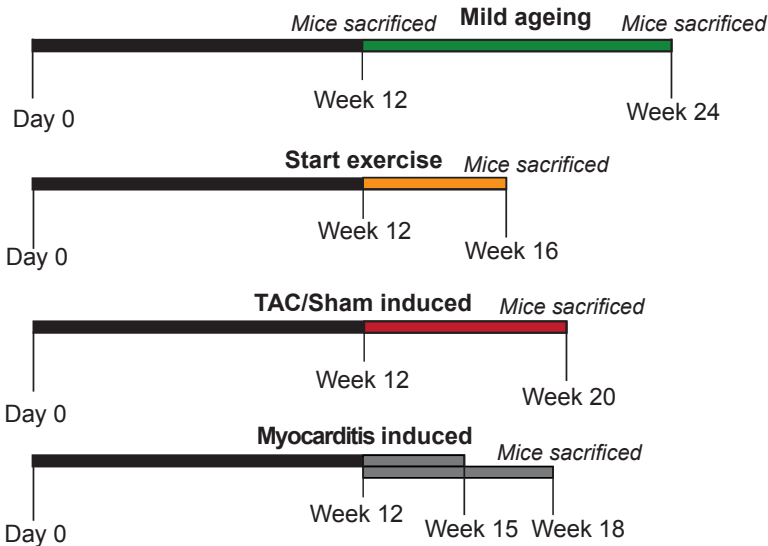 Mice sacrificed Mild ageing Mice sacrificed
Day 0 Week 12 Week 24
Start exercise Mice sacrificed
Day 0 Week 12 Week 16
TAC/Sham induced Mice sacrificed
Day 0 Week 12 Week 20
Myocarditis induced Mice sacrificed
Day 0 Week 12 Week 15 Week 18